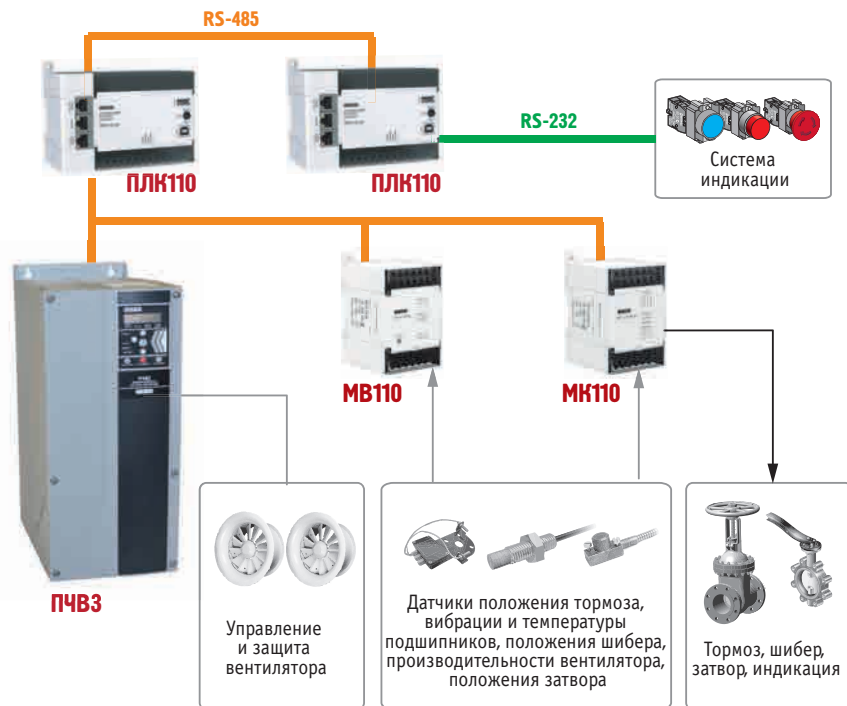 RS-485
ПЛК110
ПЛК110
RS-232
Система
индикации
ПЧВ3
МВ110
МК110
Управление
и защита
вентилятора
Датчики положения тормоза,
вибрации и температуры
подшипников, положения шибера,
производительности вентилятора,
положения затвора
Тормоз, шибер,
затвор, индикация